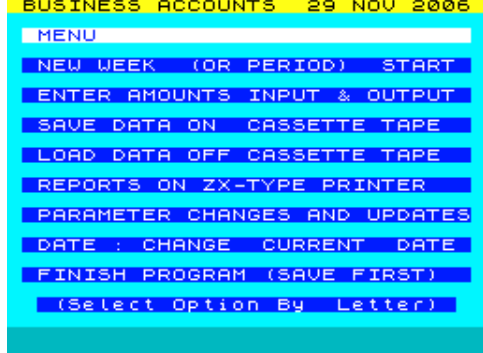 BUSINESS ACCOUNTS 29 NOV 2006
MENU
NEW WEEK (OR PERIOD) START
ENTER AMOUNTS INPUT & OUTPUT
SAVE DATA ON CASSETTE TAPE
LOAD DATA OFF CASSETTE TAPE
REPORTS ON ZX-TYPE PRINTER
PARAMETER CHANGES AND UPDATES
DATE : CHANGE CURRENT DATE
FINISH PROGRAM (SAVE FIRST)
(Select Option By Letter)